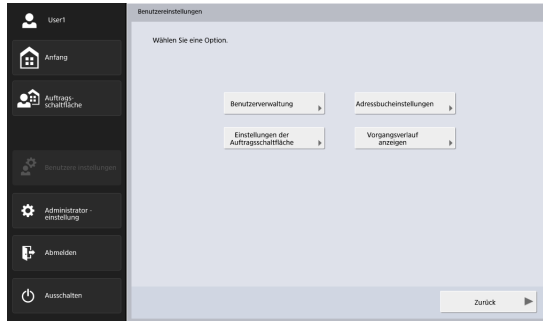 User1
Anfang
Auftrags-
schaltfläche
Benutzere instellungen
Administrator -
einstellung
Abmelden
Ausschalten
Benutzereinstellungen
Wählen Sie eine Option.
Benutzerverwaltung
Adressbucheinstellungen
Einstellungen der
Auftragsschaltfläche
Vorgangsverlauf
anzeigen
Zurück